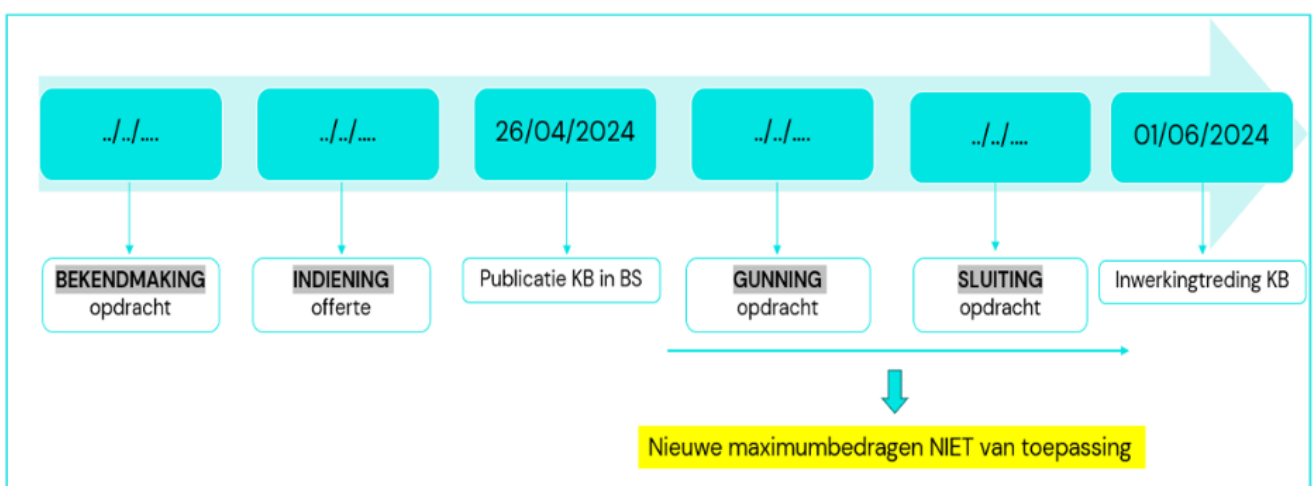 ../../....
../../....
26/04/2024
../../....
../../....
01/06/2024
BEKENDMAKING
opdracht
INDIENING
offerte
Publicatie KB in BS
GUNNING
opdracht
SLUITING
opdracht
Inwerkingtreding KB
Nieuwe maximumbedragen NIET van toepassing